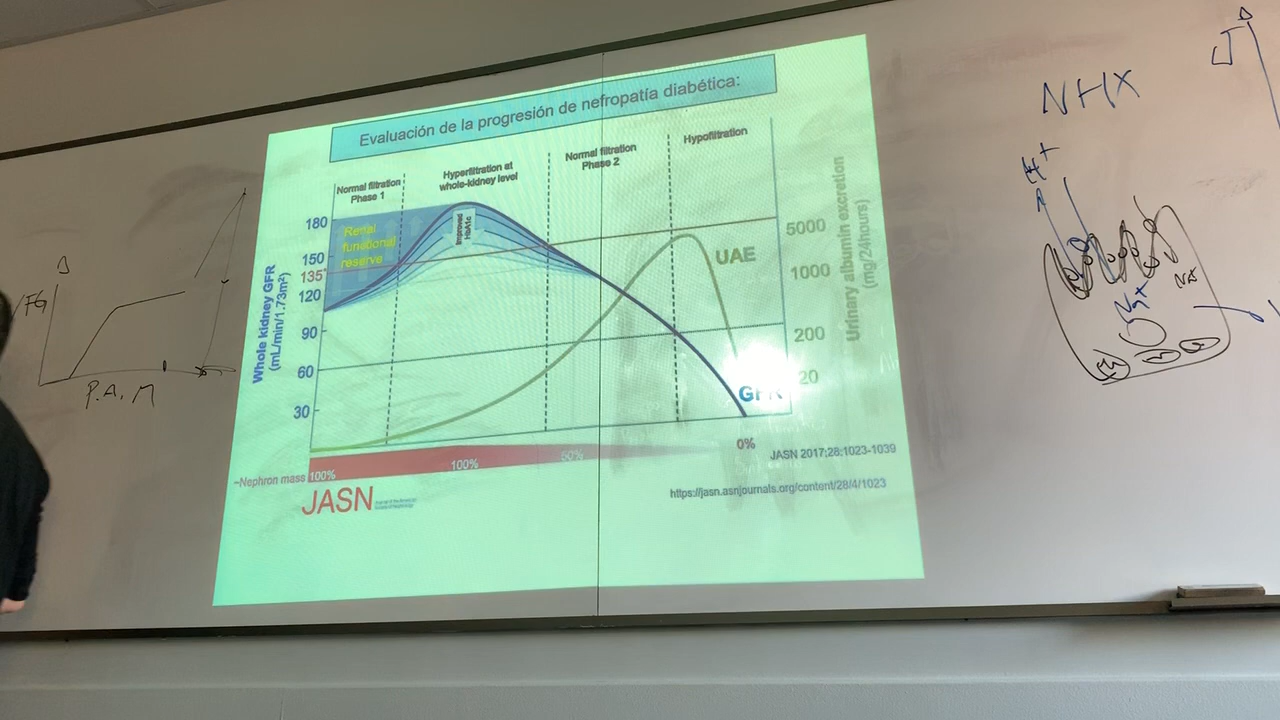 Evaluación de la progresión de nefropatía diabética:
Normal filtration
Phase 1
Hyperfiltration at
whole-kidney level
Normal filtration
Phase 2
Hypofiltration
Whole kidney GFR
(mL/min/1.73m²)
180
150
135
120
90
60
30
Renal
functional
reserve
Improved
HbA1c
UAE
GFR
5000
1000
200
20
Urinary albumin excretion
(mg/24hours)
~Nephron mass
100%
100%
50%
0%
JASN 2017;28:1023-1039
JASN
https://jasn.asnjournals.org/content/28/4/1023
FG
P.A.M
NHX
H+
Na+